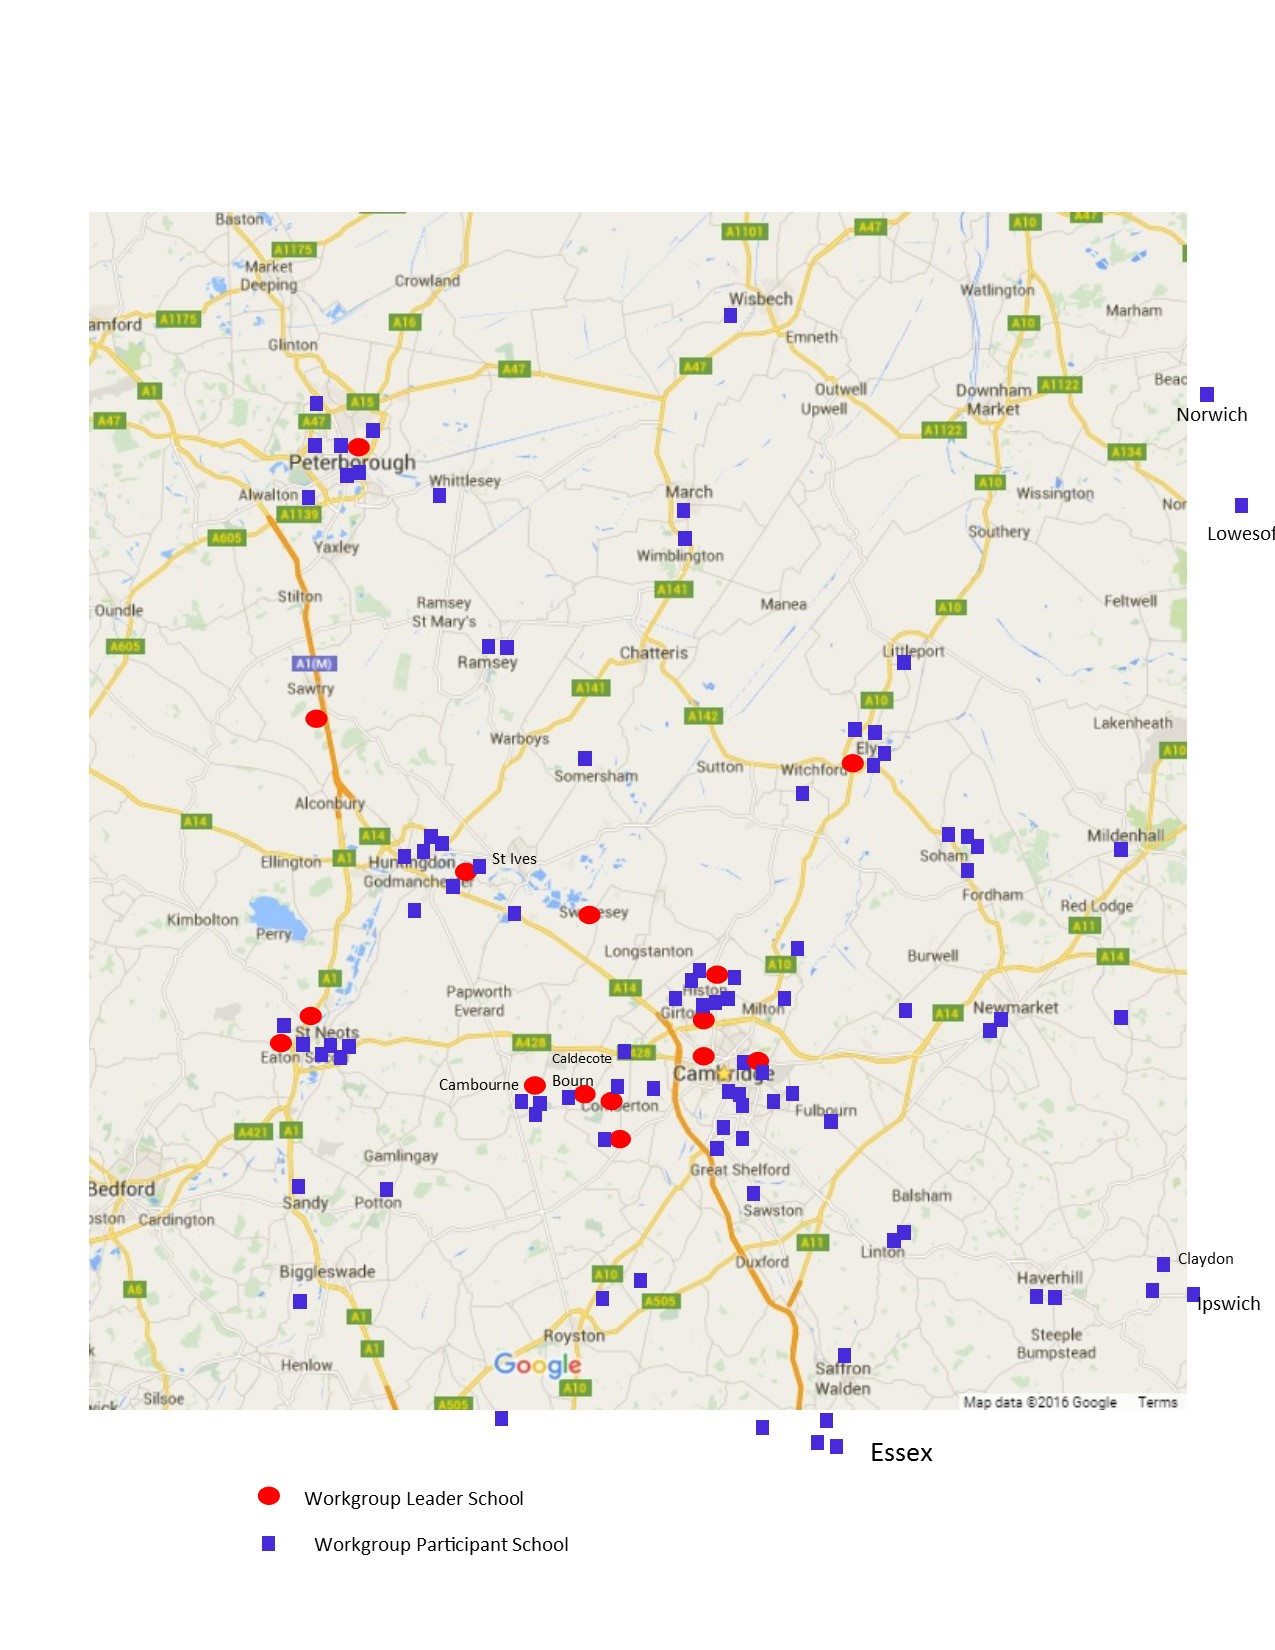 Baston
A1175
A1101
A47
A10
A47
Market
Deeping
Crowland
Wisbech
Watlington
Marham
amford
A1175
A16
Emneth
A10
Glinton
A47
A47
A1
A15
Outwell
Upwell
Downham
Market
A1122
Beac
Norwich
A47
A47
A1122
A134
Peterborough
Whittlesey
Alwalton
March
A10
Wissington
Nor
A1139
A605
Yaxley
Wimblington
Southery
Lowesof
Stilton
A141
Oundle
Ramsey
St Mary's
Manea
A10
Feltwell
A605
Chatteris
Littleport
A1(M)
Ramsey
Sawtry
A141
A10
A142
Lakenheath
Warboys
Ely
A10
Somersham
Sutton
Witchford
Alconbury
A14
A14
Mildenhall
Ellington
A1
Huntingdon
St Ives
Soham
Godmanchester
Fordham
Kimbolton
Perry
Swavesey
Red Lodge
A11
Longstanton
A10
Burwell
A14
A1
A14
Papworth
Everard
Histon
Girton
Milton
A14
Newmarket
St Neots
Eaton
A428
Caldecote
428
Cambourne
Bourn
Cambridge
Comberton
Fulbourn
A421
A1
Gamlingay
Great Shelford
Bedford
Cardington
Sandy
Potton
Sawston
Balsham
A11
Linton
Duxford
Claydon
Biggleswade
A10
Haverhill
A6
A505
Ipswich
A1
Royston
Steeple
Bumpstead
A1
Henlow
Google
Saffron
Walden
A10
Silsoe
A505
Map data ©2016 Google Terms
Essex
Workgroup Leader School
Workgroup Participant School